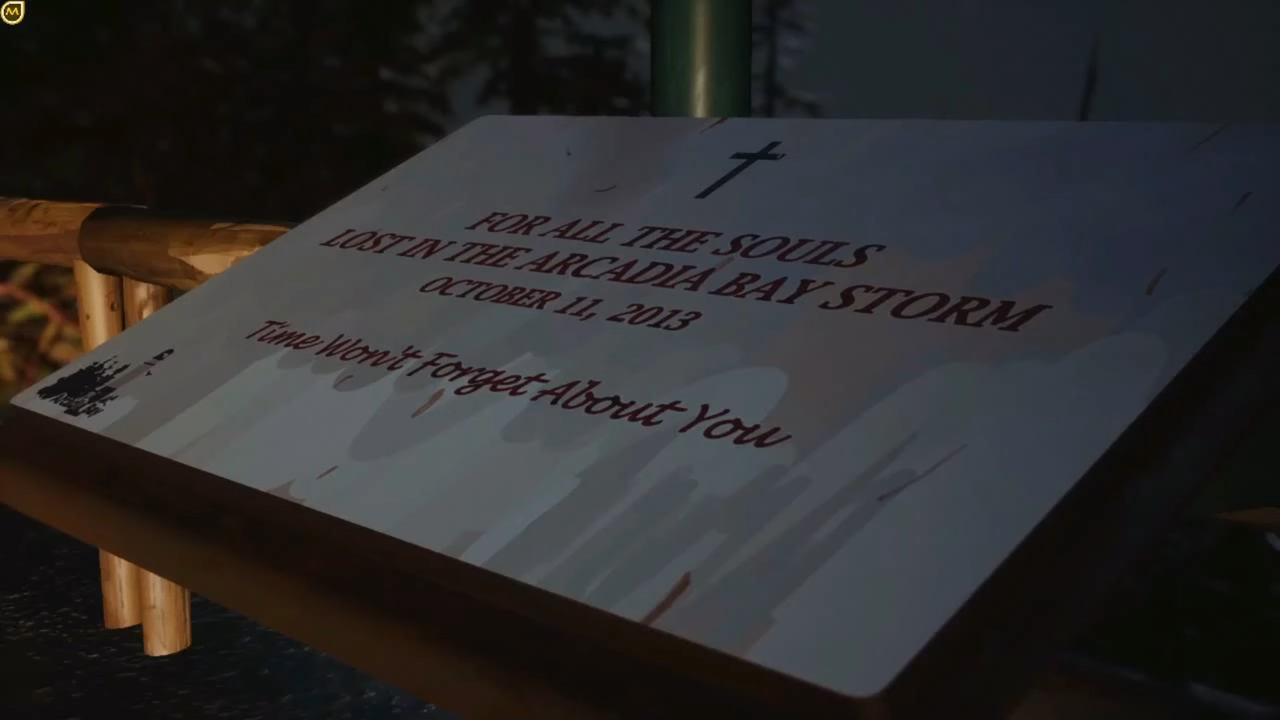 FOR ALL THE SOULS
LOST IN THE ARCADIA BAY STORM
OCTOBER 11, 2013
Time Won't Forget About You